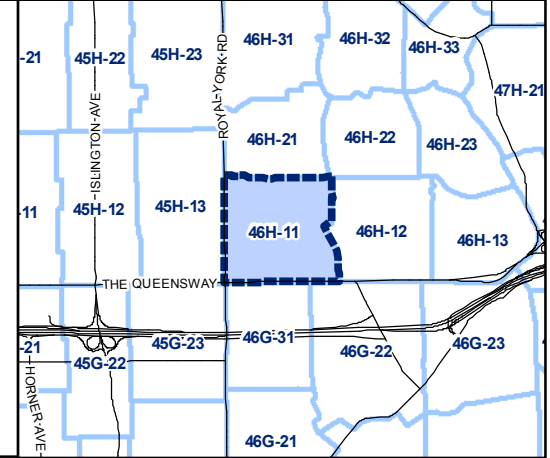 46H-31
46H-32
46H-33
45H-22
45H-23
-21
47H-21
ROYAL-YORK-RD
ISLINGTON-AVE
46H-21
46H-22
46H-23
-11
45H-12
45H-13
46H-11
46H-12
46H-13
THE QUEENSWAY
-21
45G-22
45G-23
46G-31
46G-22
46G-23
HORNER-AVE
46G-21